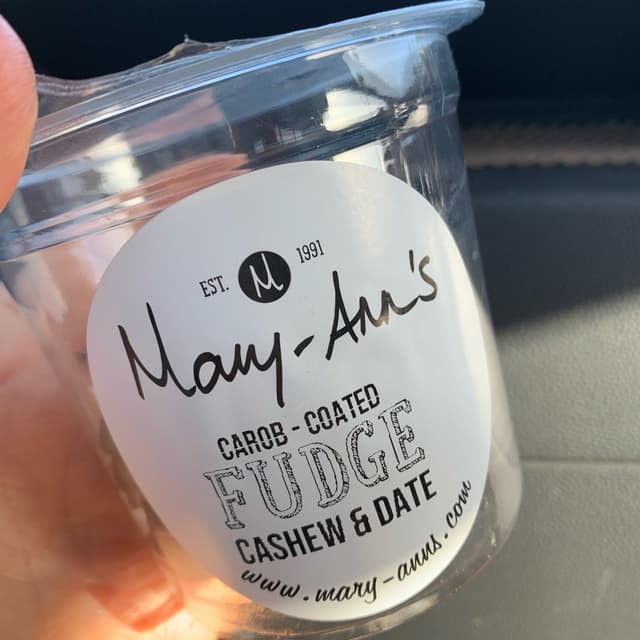 EST. M 1991
Mary-Ann's
CAROB - COATED
FUDGE
CASHEW & DATE
www.mary-anns.com